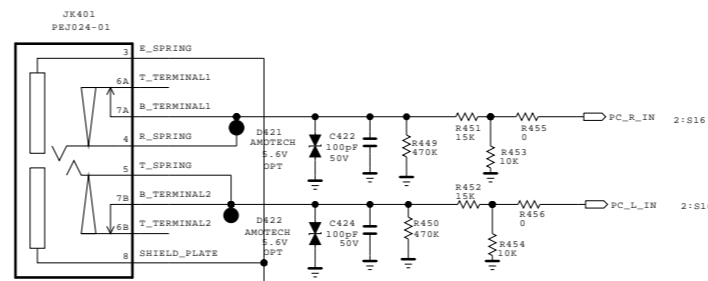 JK401
PEJ024-01
3 E_SPRING
6A T_TERMINAL1
7A B_TERMINAL1
4 R_SPRING
5 T_SPRING
7B B_TERMINAL2
6B T_TERMINAL2
8 SHIELD_PLATE
D421
AMOTECH
5.6V
OPT
C422
100pF
50V
R449
470K
R451
15K
R453
10K
R455
0
PC_R_IN
2:S16
D422
AMOTECH
5.6V
OPT
C424
100pF
50V
R450
470K
R452
15K
R454
10K
R456
0
PC_L_IN